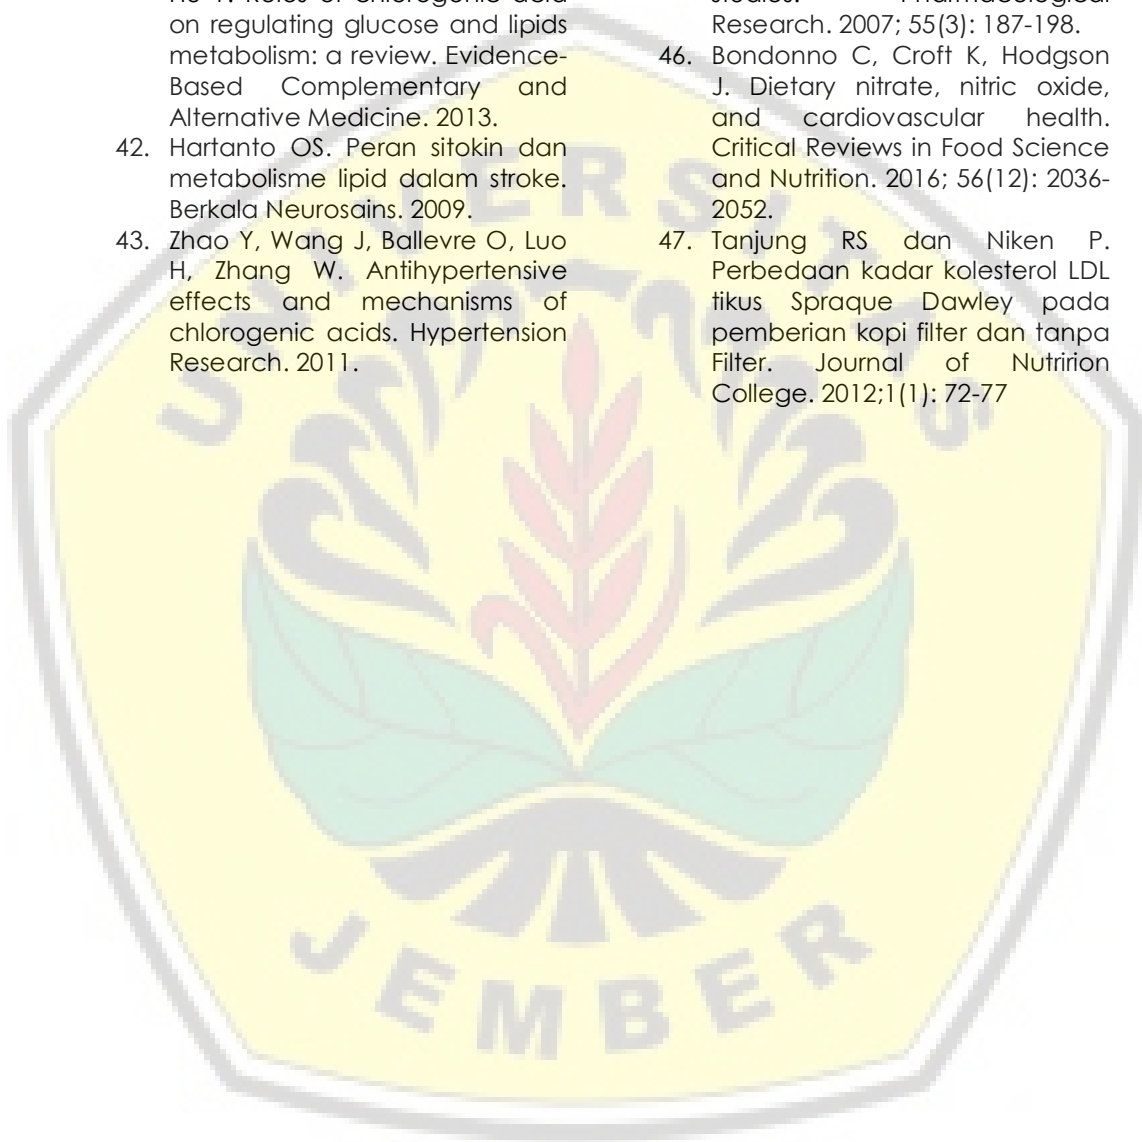 on regulating glucose and lipids
metabolism: a review. Evidence-
Based Complementary and
Alternative Medicine. 2013.
42. Hartanto OS. Peran sitokin dan
metabolisme lipid dalam stroke.
Berkala Neurosains. 2009.
43. Zhao Y, Wang J, Ballevre O, Luo
H, Zhang W. Antihypertensive
effects and mechanisms of
chlorogenic acids. Hypertension
Research. 2011.
studies. Pharmacological
Research. 2007; 55(3): 187-198.
46. Bondonno C, Croft K, Hodgson
J. Dietary nitrate, nitric oxide,
and cardiovascular health.
Critical Reviews in Food Science
and Nutrition. 2016; 56(12): 2036-
2052.
47. Tanjung RS dan Niken P.
Perbedaan kadar kolesterol LDL
tikus Spraque Dawley pada
pemberian kopi filter dan tanpa
Filter. Journal of Nutririon
College. 2012;1(1): 72-77
UNIVERSITAS
JEMBER